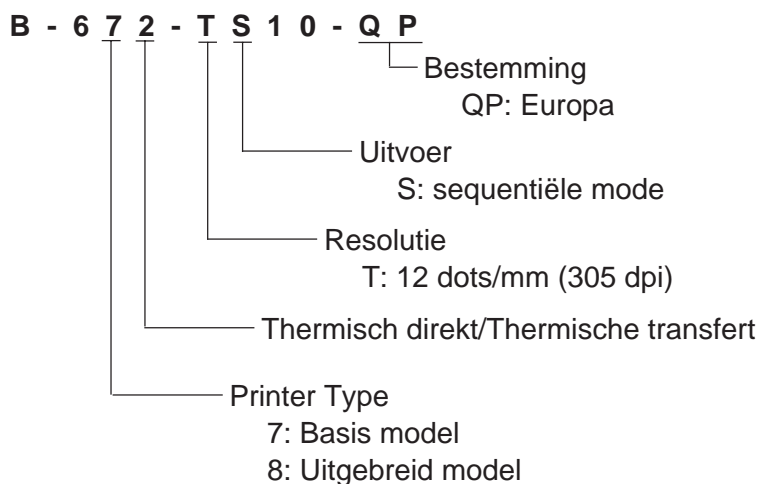 B - 6 7 2 - T S 1 0 - Q P
Bestemming
QP: Europa
Uitvoer
S: sequentiële mode
Resolutie
T: 12 dots/mm (305 dpi)
Thermisch direkt/Thermische transfert
Printer Type
7: Basis model
8: Uitgebreid model